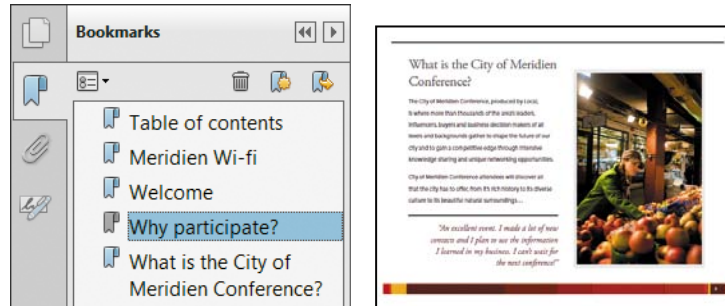 Bookmarks
Table of contents
Meridien Wi-fi
Welcome
Why participate?
What is the City of
Meridien Conference?
What is the City of Meridien
Conference?
The City of Meridien Conference, produced by Local,
is where more than thousands of the area's leaders,
influencers, buyers and business decision makers of all
levels and backgrounds gather to shape the future of our
city and to gain a competitive edge through intensive
knowledge sharing and unique networking opportunities.
City of Meridien Conference attendees will discover all
that the city has to offer, from it's rich history to its diverse
culture to its beautiful natural surroundings...
"An excellent event. I made a lot of new
contacts and I plan to use the information
I learned in my business. I can't wait for
the next conference!"